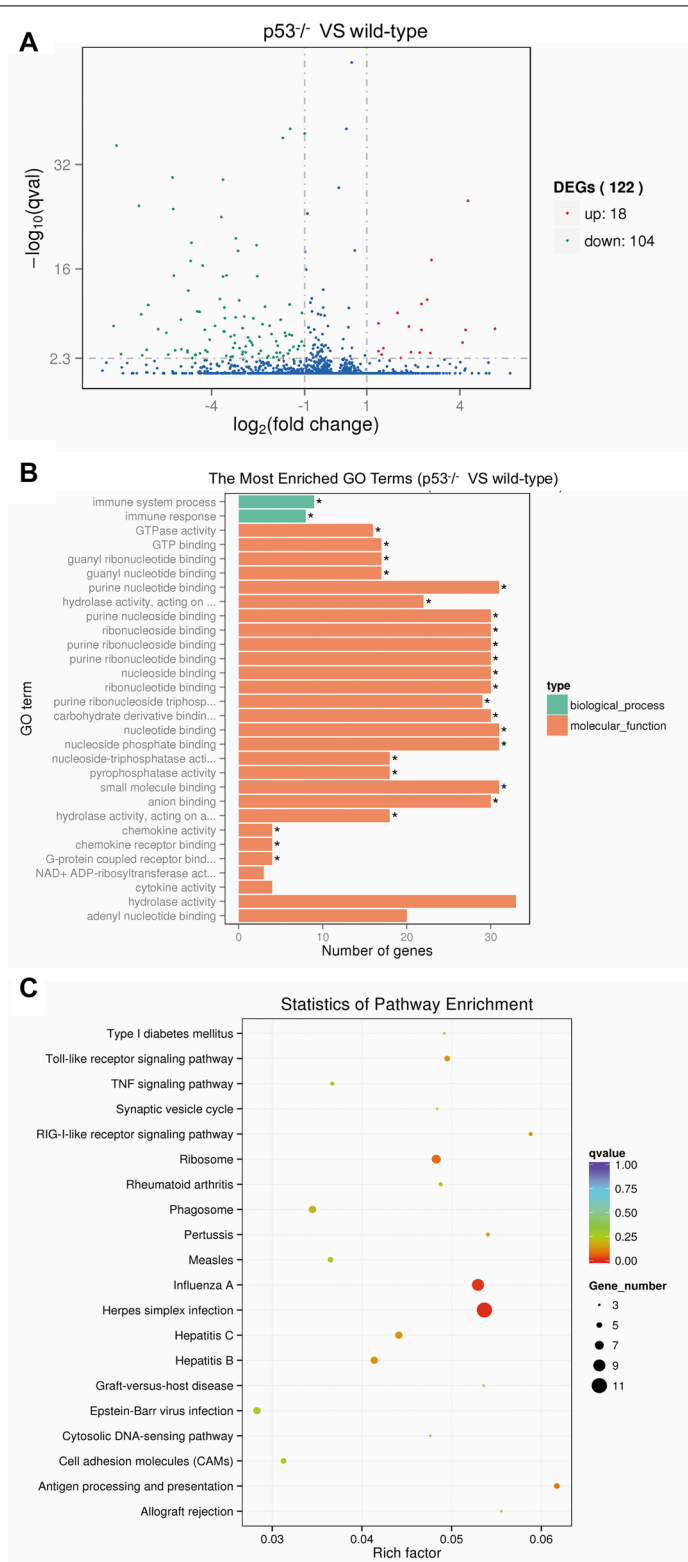 A
p53-/- VS wild-type
−log10(qval)
32
16
2.3
-4
-1
1
4
log2(fold change)
DEGs ( 122 )
up: 18
down: 104
B
The Most Enriched GO Terms (p53-/- VS wild-type)
GO term
immune system process *
immune response *
GTPase activity *
GTP binding *
guanyl ribonucleotide binding *
guanyl nucleotide binding *
purine nucleotide binding *
hydrolase activity, acting on ... *
purine nucleoside binding *
ribonucleoside binding *
purine ribonucleoside binding *
purine ribonucleotide binding *
nucleoside binding *
ribonucleotide binding *
purine ribonucleoside triphosp... *
carbohydrate derivative bindin... *
nucleotide binding *
nucleoside phosphate binding *
nucleoside-triphosphatase acti... *
pyrophosphatase activity *
small molecule binding *
anion binding *
hydrolase activity, acting on a... *
chemokine activity *
chemokine receptor binding *
G-protein coupled receptor bind... *
NAD+ ADP-ribosyltransferase act...
cytokine activity
hydrolase activity
adenyl nucleotide binding
0
10
20
30
Number of genes
type
biological_process
molecular_function
C
Statistics of Pathway Enrichment
Type I diabetes mellitus
Toll-like receptor signaling pathway
TNF signaling pathway
Synaptic vesicle cycle
RIG-I-like receptor signaling pathway
Ribosome
Rheumatoid arthritis
Phagosome
Pertussis
Measles
Influenza A
Herpes simplex infection
Hepatitis C
Hepatitis B
Graft-versus-host disease
Epstein-Barr virus infection
Cytosolic DNA-sensing pathway
Cell adhesion molecules (CAMs)
Antigen processing and presentation
Allograft rejection
0.03
0.04
0.05
0.06
Rich factor
qvalue
1.00
0.75
0.50
0.25
0.00
Gene_number
3
5
7
9
11